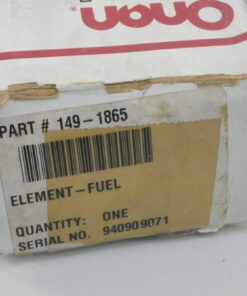 Onan
PART # 149-1865
ELEMENT-FUEL
QUANTITY: ONE
SERIAL NO. 940909071